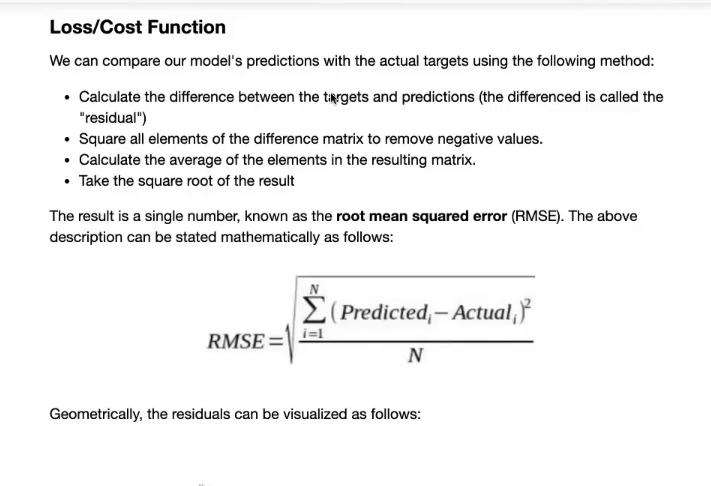 Loss/Cost Function
We can compare our model's predictions with the actual targets using the following method:
• Calculate the difference between the targets and predictions (the differenced is called the
"residual")
• Square all elements of the difference matrix to remove negative values.
• Calculate the average of the elements in the resulting matrix.
• Take the square root of the result
The result is a single number, known as the root mean squared error (RMSE). The above
description can be stated mathematically as follows:
RMSE = √( Σ_{i=1}^{N} (Predicted_i − Actual_i)² / N )
Geometrically, the residuals can be visualized as follows: